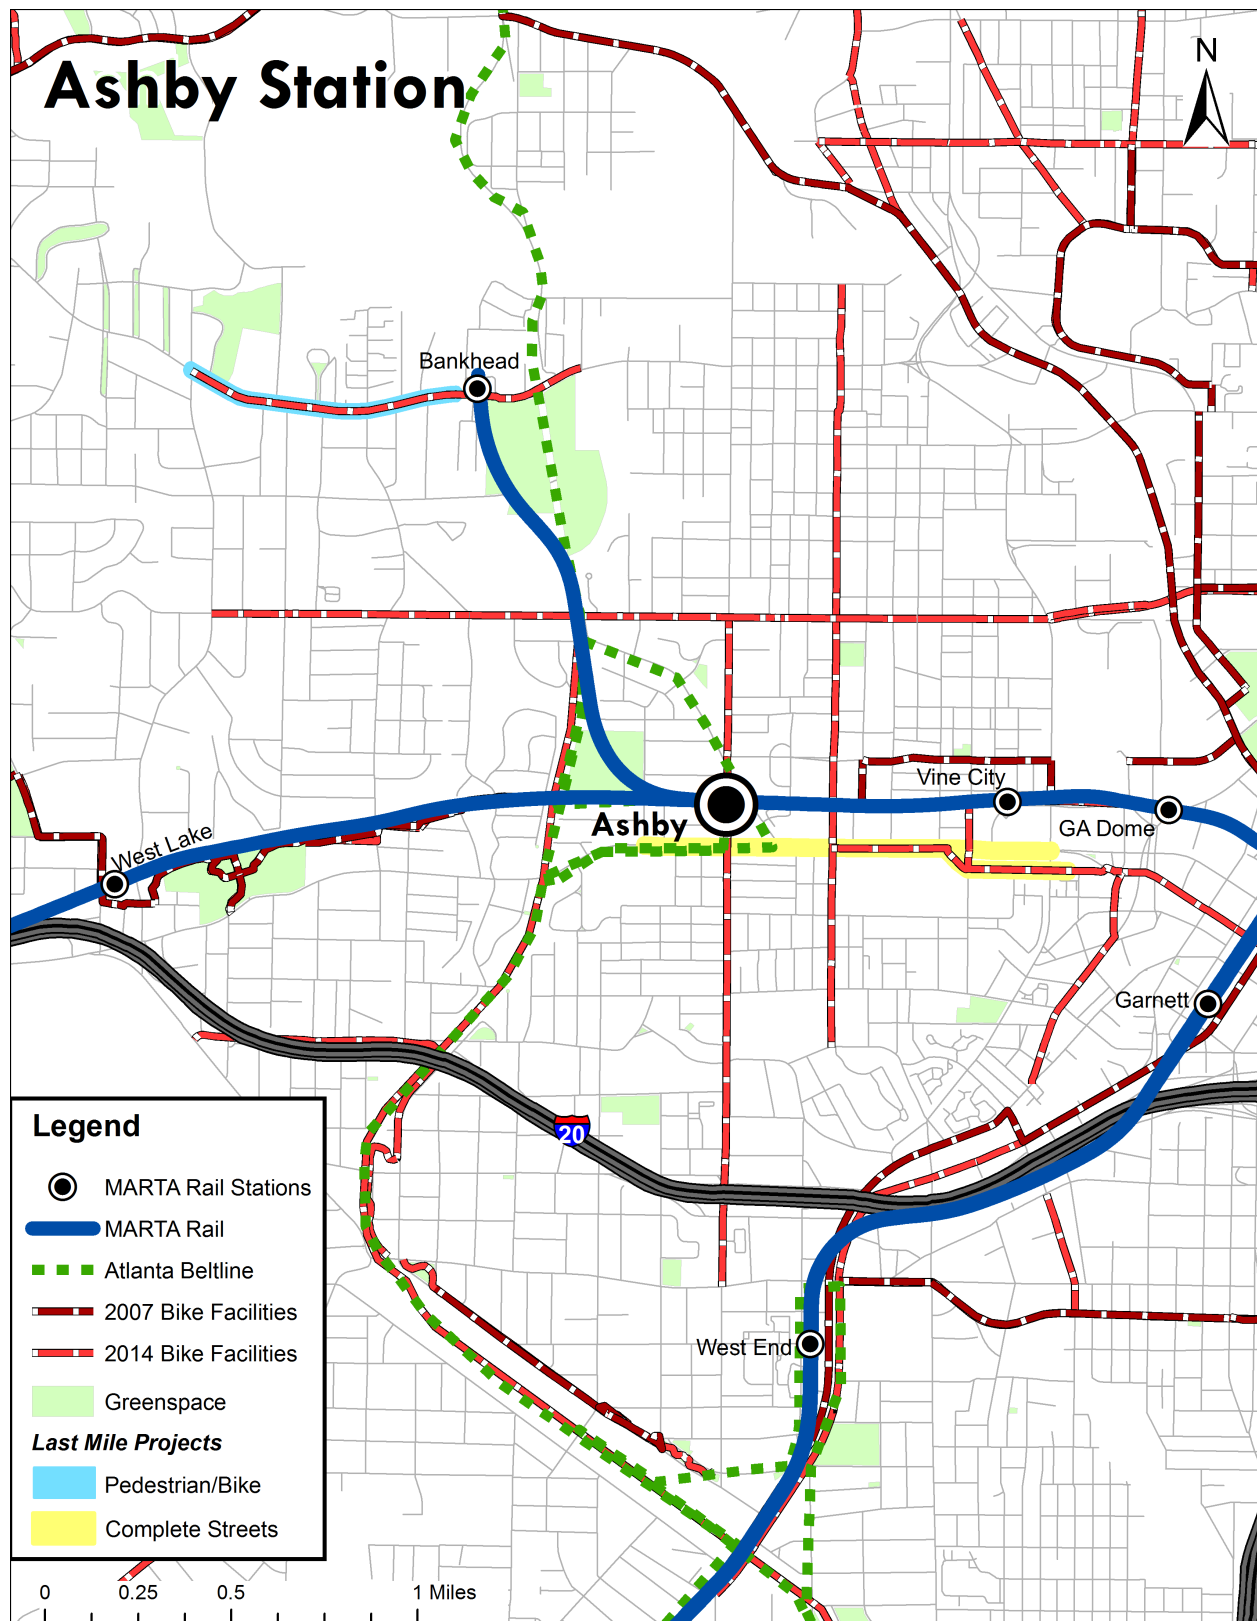 Ashby Station
N
Bankhead
Vine City
GA Dome
Ashby
West Lake
Garnett
20
West End
Legend
MARTA Rail Stations
MARTA Rail
Atlanta Beltline
2007 Bike Facilities
2014 Bike Facilities
Greenspace
Last Mile Projects
Pedestrian/Bike
Complete Streets
0 0.25 0.5 1 Miles